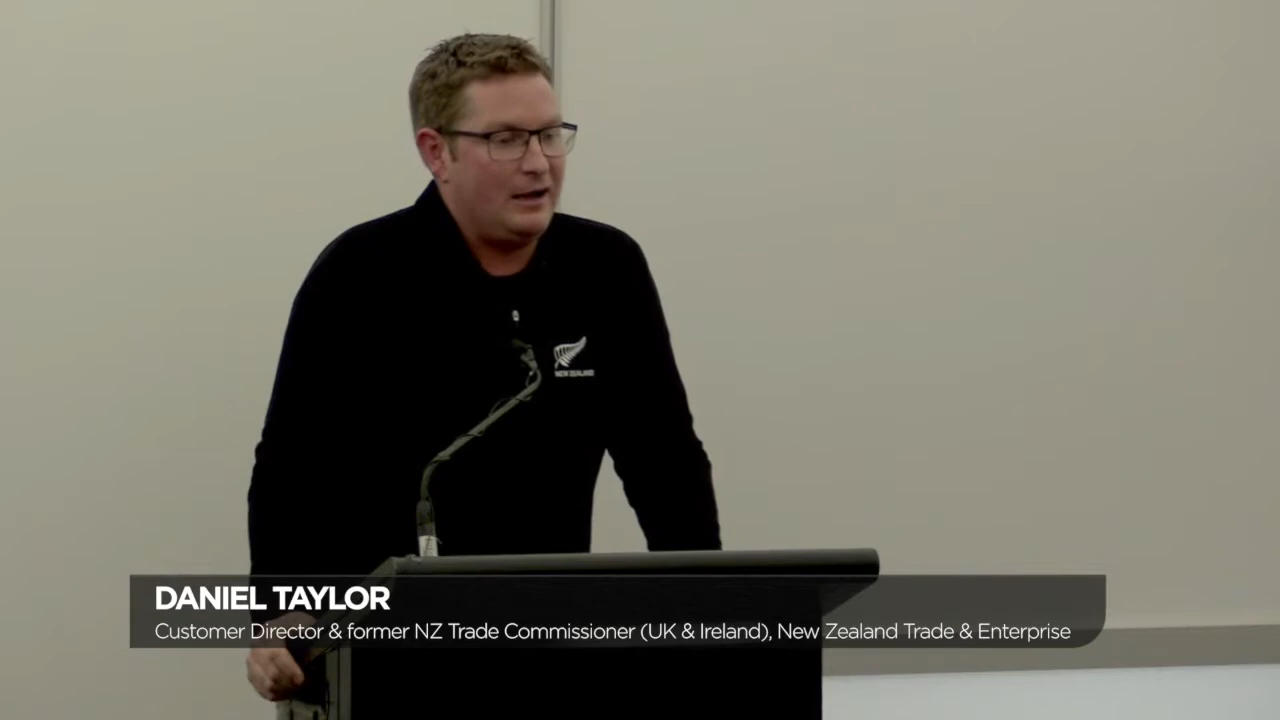 NEW ZEALAND
DANIEL TAYLOR
Customer Director & former NZ Trade Commissioner (UK & Ireland), New Zealand Trade & Enterprise